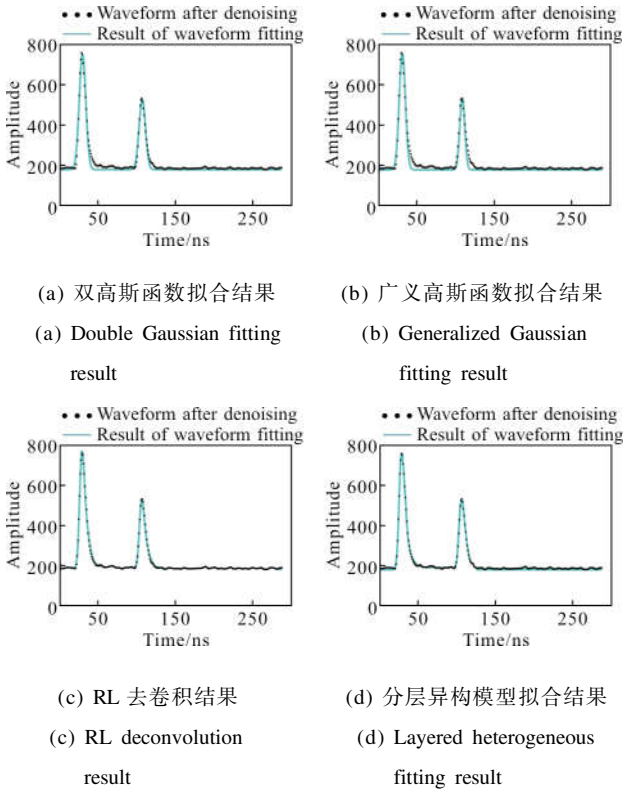 Waveform after denoising
Result of waveform fitting
800
600
400
200
0
Amplitude
50
150
250
Time/ns
(a) 双高斯函数拟合结果
(a) Double Gaussian fitting
result
Waveform after denoising
Result of waveform fitting
800
600
400
200
0
Amplitude
50
150
250
Time/ns
(b) 广义高斯函数拟合结果
(b) Generalized Gaussian
fitting result
Waveform after denoising
Result of waveform fitting
800
600
400
200
0
Amplitude
50
150
250
Time/ns
(c) RL 去卷积结果
(c) RL deconvolution
result
Waveform after denoising
Result of waveform fitting
800
600
400
200
0
Amplitude
50
150
250
Time/ns
(d) 分层异构模型拟合结果
(d) Layered heterogeneous
fitting result